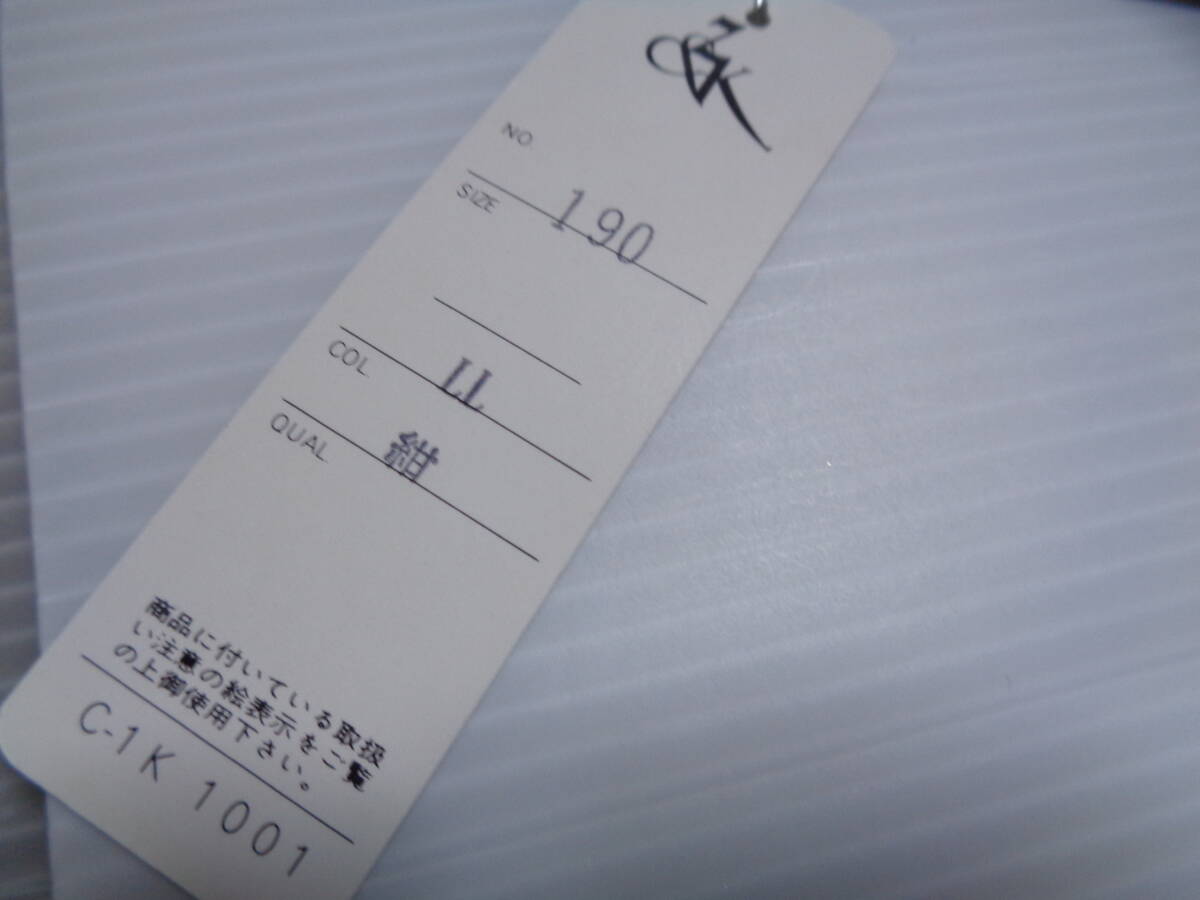 NO
190
SIZE
LL
COL
紺
QUAL
商品に付いている取扱
い注意の絵表示をご覧
の上御使用下さい。
C-1K 1001